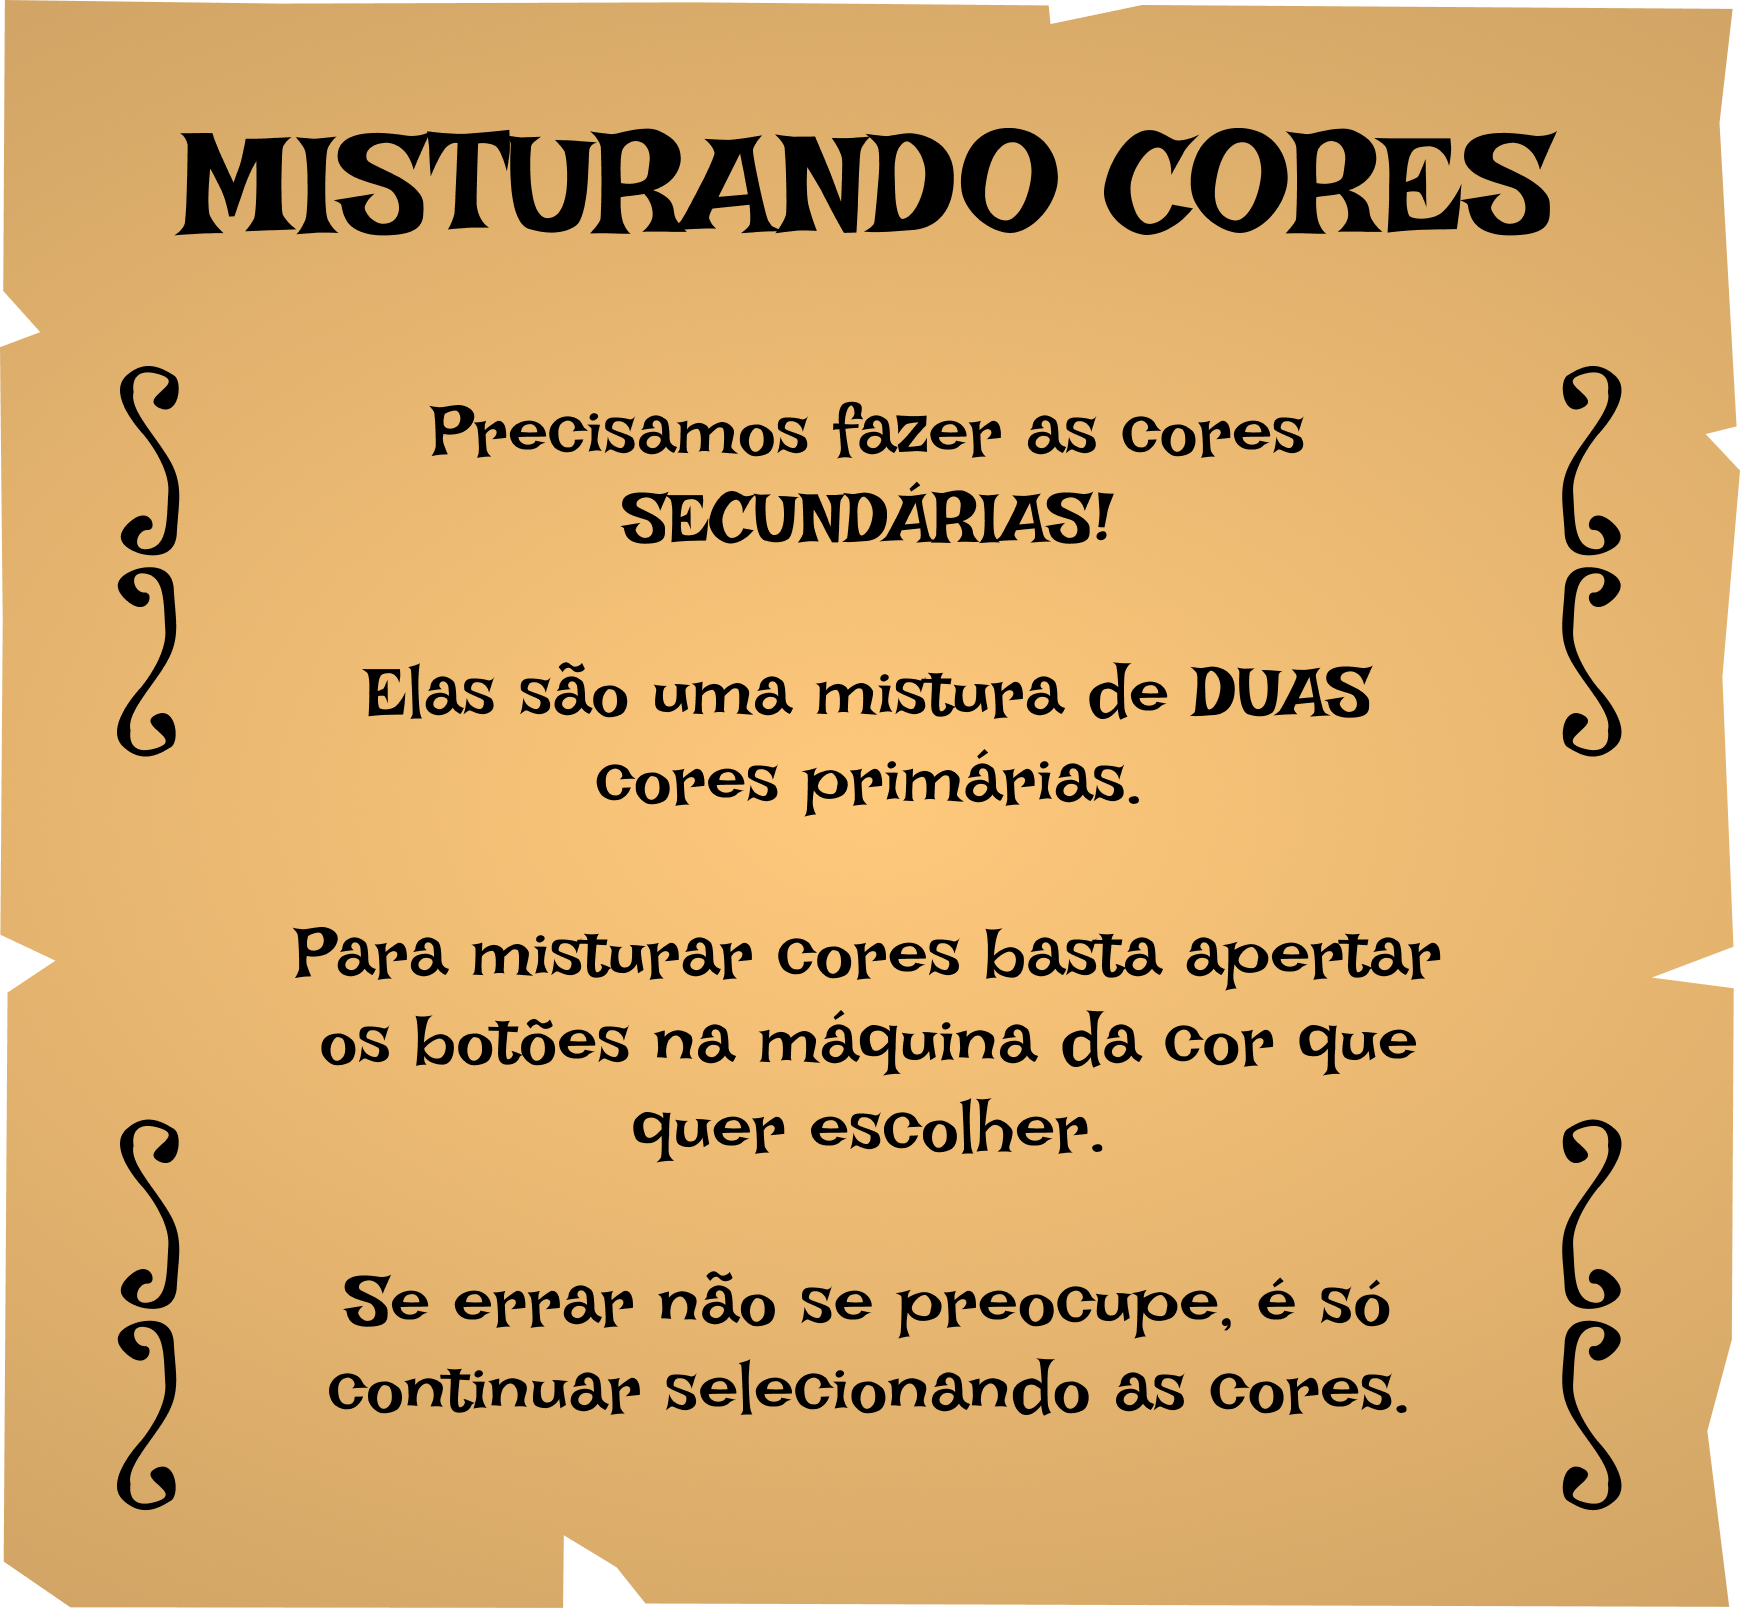 MISTURANDO CORES
Precisamos fazer as cores
SECUNDÁRIAS!
Elas são uma mistura de DUAS
cores primárias.
Para misturar cores basta apertar
os botões na máquina da cor que
quer escolher.
Se errar não se preocupe, é só
continuar selecionando as cores.